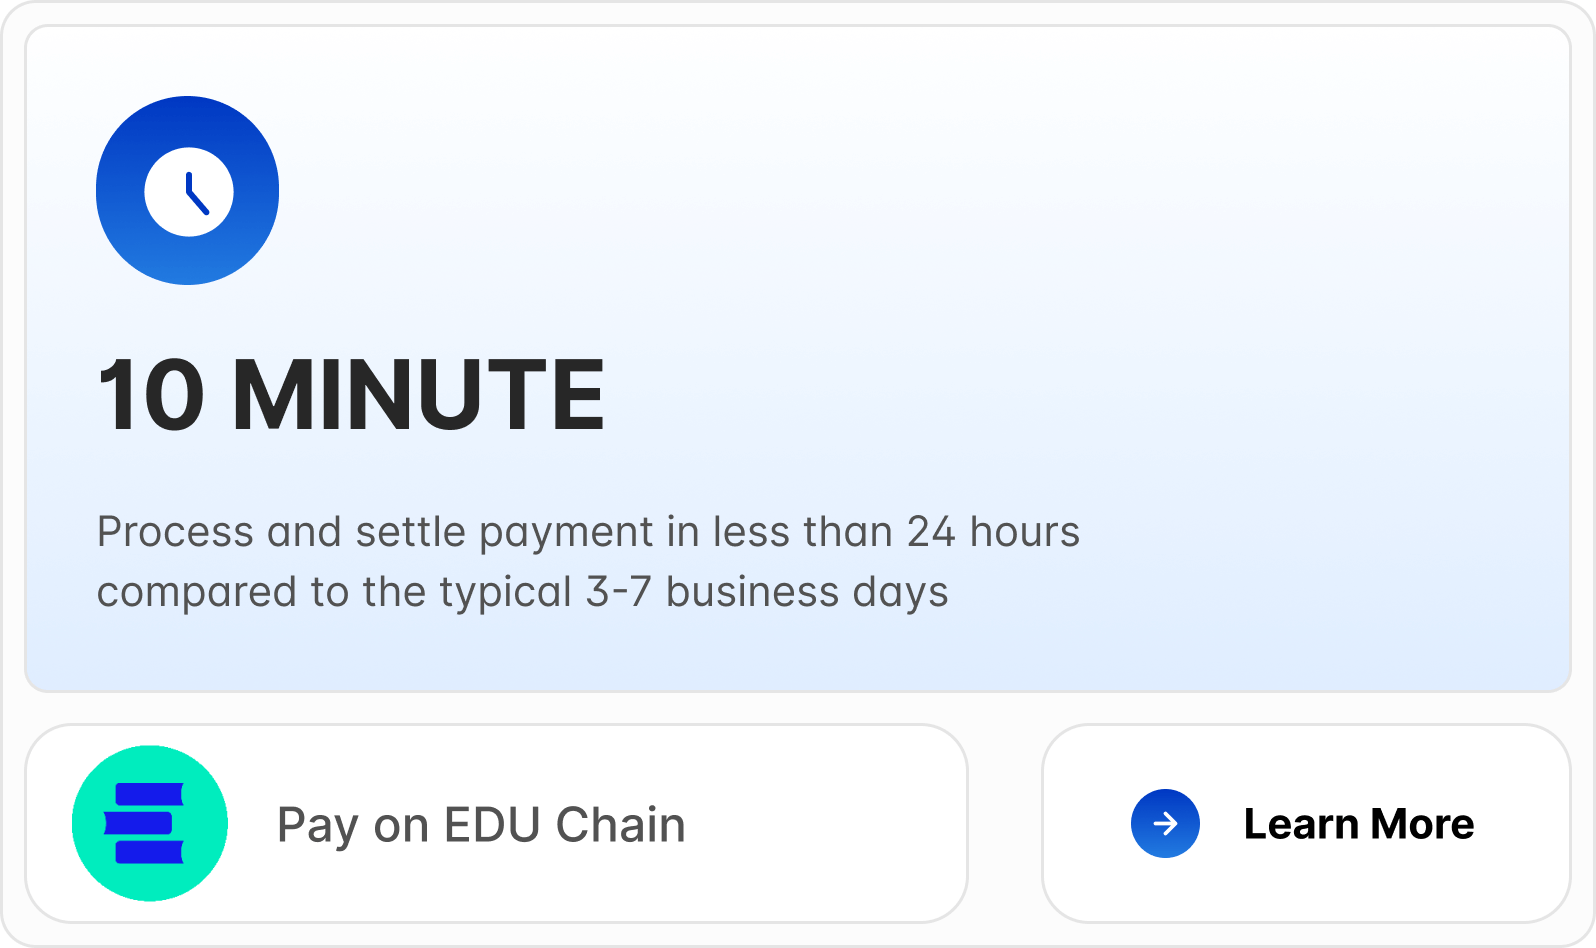 10 MINUTE
Process and settle payment in less than 24 hours
compared to the typical 3-7 business days
Pay on EDU Chain
Learn More